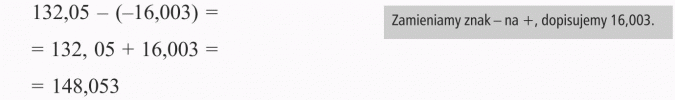 132,05 – (–16,003) =
Zamieniamy znak – na +, dopisujemy 16,003.
= 132, 05 + 16,003 =
= 148,053